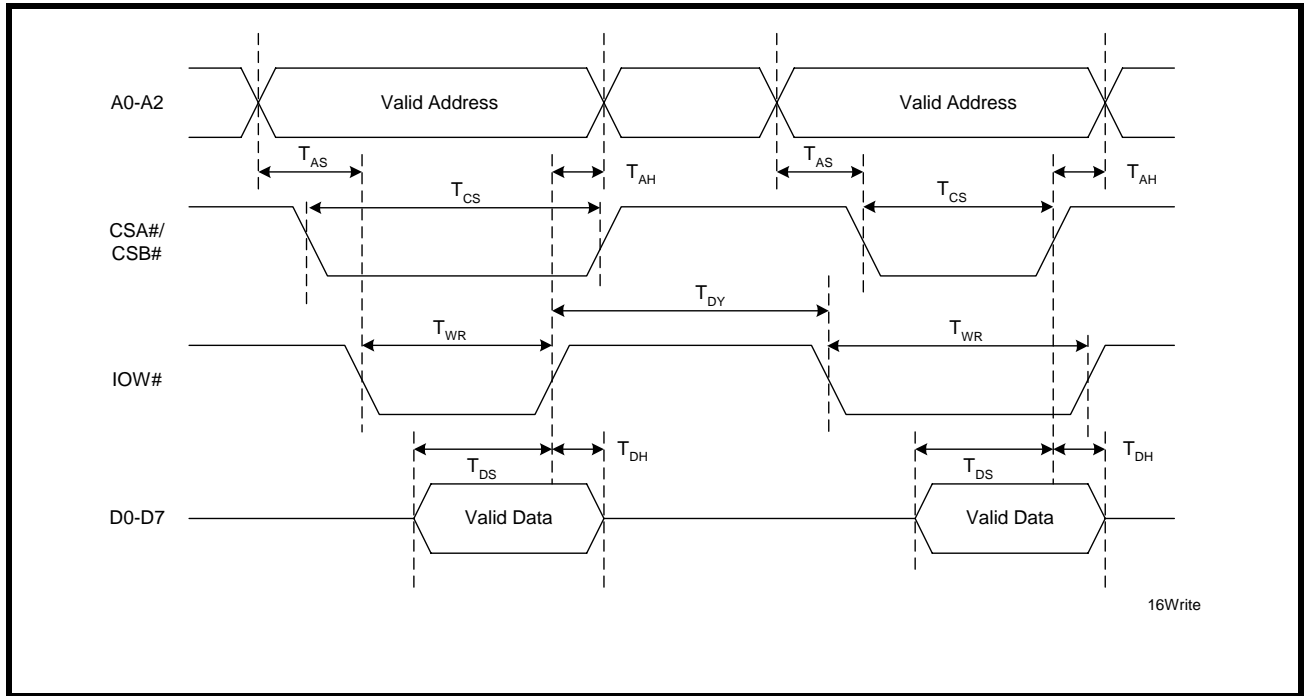 A0-A2
Valid Address
Valid Address
TAS
TAH
TAS
TAH
TCS
TCS
CSA#/
CSB#
TDY
TWR
TWR
IOW#
TDS
TDH
TDS
TDH
D0-D7
Valid Data
Valid Data
16Write